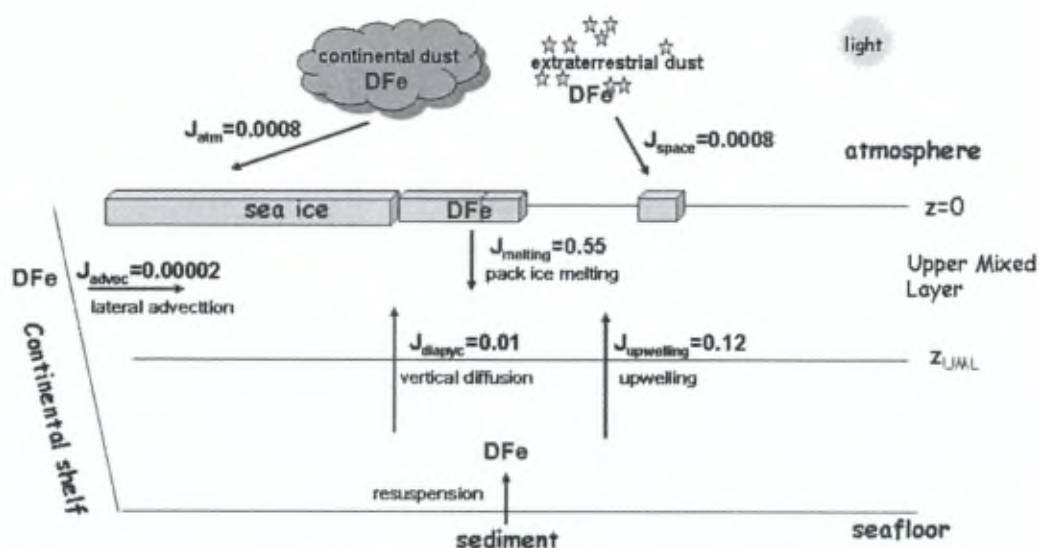 continental dust
DFe
extraterrestrial dust
DFe
light
J_atm=0.0008
J_space=0.0008
atmosphere
sea ice
DFe
z=0
J_melting=0.55
pack ice melting
Upper Mixed
Layer
DFe
J_advec=0.00002
lateral advecttion
Continental shelf
J_diapyc=0.01
vertical diffusion
J_upwelling=0.12
upwelling
z_UML
DFe
resuspension
sediment
seafloor